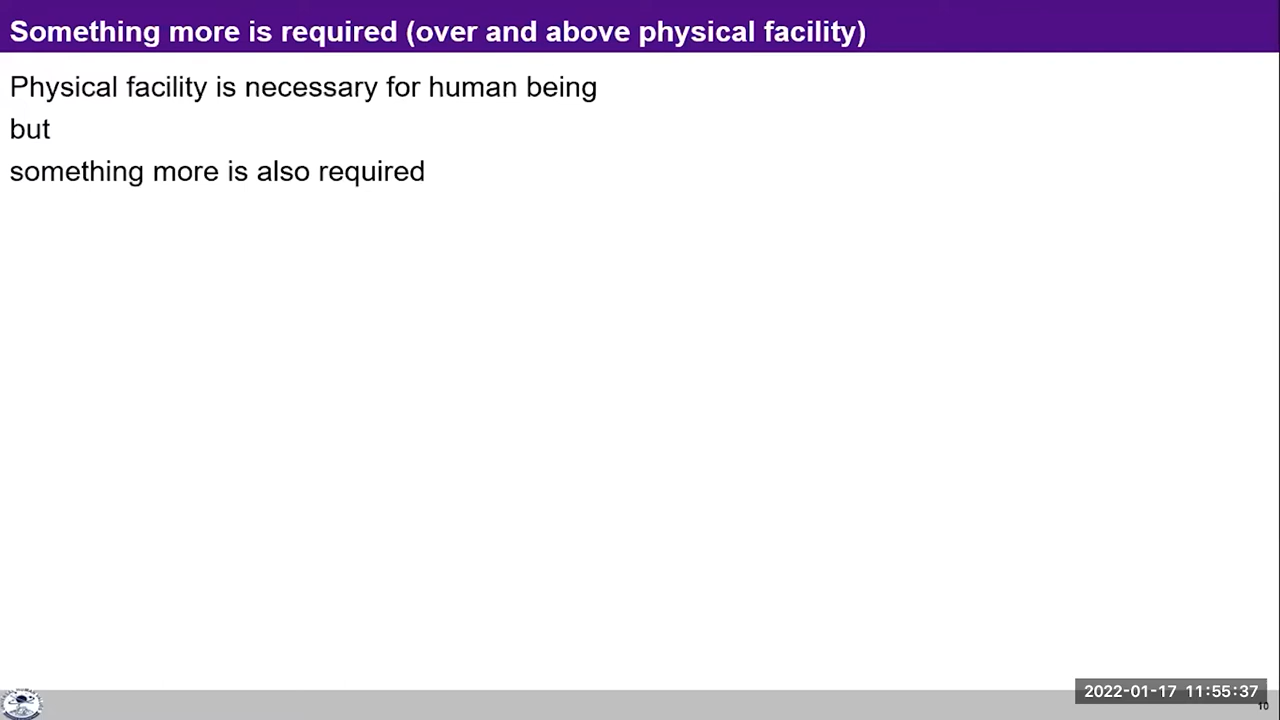 Something more is required (over and above physical facility)
Physical facility is necessary for human being
but
something more is also required
2022-01-17 11:55:37
10